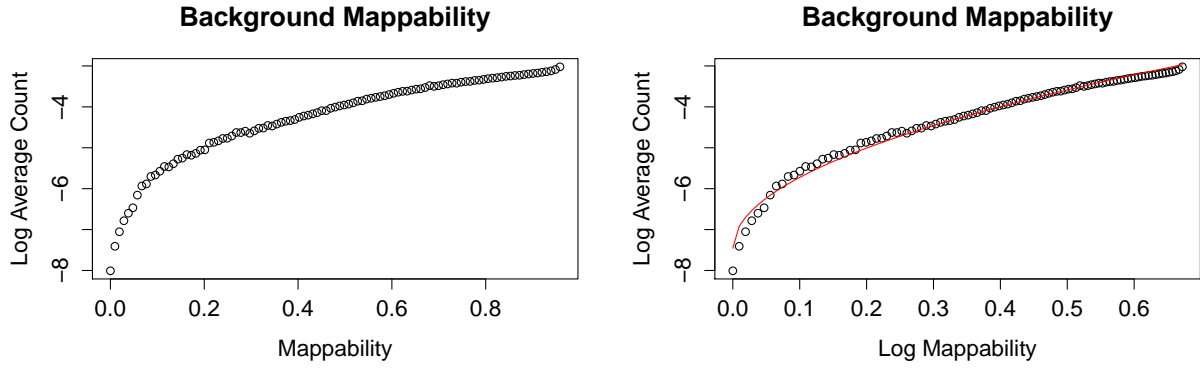 Background Mappability
Log Average Count
−8 −6 −4
0.0 0.2 0.4 0.6 0.8
Mappability
Background Mappability
Log Average Count
−8 −6 −4
0.0 0.1 0.2 0.3 0.4 0.5 0.6
Log Mappability